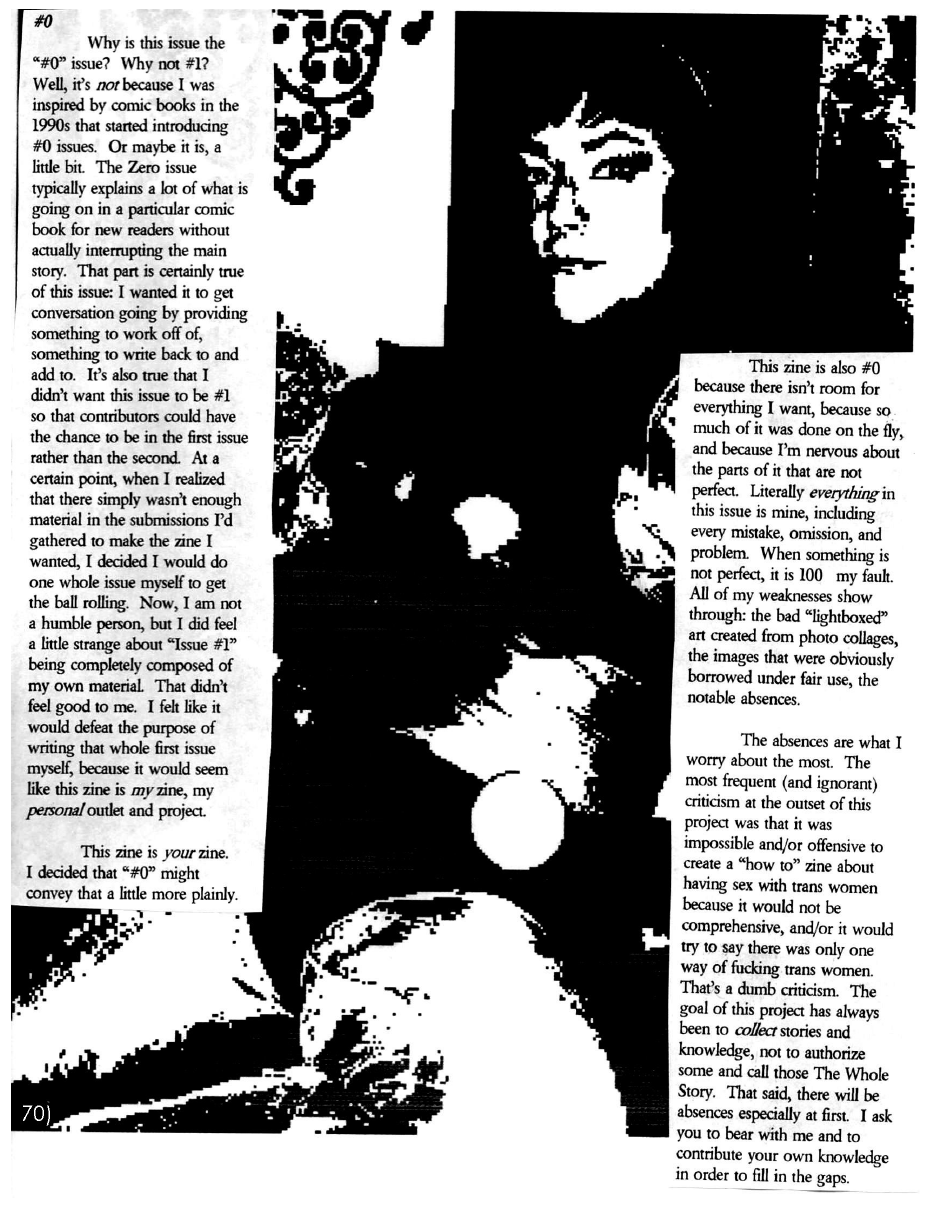 #0
Why is this issue the
“#0” issue?  Why not #1?
Well, it’s not because I was
inspired by comic books in the
1990s that started introducing
#0 issues.  Or maybe it is, a
little bit.  The Zero issue
typically explains a lot of what is
going on in a particular comic
book for new readers without
actually interrupting the main
story.  That part is certainly true
of this issue: I wanted it to get
conversation going by providing
something to work off of,
something to write back to and
add to.  It’s also true that I
didn’t want this issue to be #1
so that contributors could have
the chance to be in the first issue
rather than the second.  At a
certain point, when I realized
that there simply wasn’t enough
material in the submissions I’d
gathered to make the zine I
wanted, I decided I would do
one whole issue myself to get
the ball rolling.  Now, I am not
a humble person, but I did feel
a little strange about “Issue #1”
being completely composed of
my own material.  That didn’t
feel good to me.  I felt like it
would defeat the purpose of
writing that whole first issue
myself, because it would seem
like this zine is my zine, my
personal outlet and project.
This zine is your zine.
I decided that “#0” might
convey that a little more plainly.
This zine is also #0
because there isn’t room for
everything I want, because so
much of it was done on the fly,
and because I’m nervous about
the parts of it that are not
perfect.  Literally everything in
this issue is mine, including
every mistake, omission, and
problem.  When something is
not perfect, it is 100   my fault.
All of my weaknesses show
through: the bad “lightboxed”
art created from photo collages,
the images that were obviously
borrowed under fair use, the
notable absences.
The absences are what I
worry about the most.  The
most frequent (and ignorant)
criticism at the outset of this
project was that it was
impossible and/or offensive to
create a “how to” zine about
having sex with trans women
because it would not be
comprehensive, and/or it would
try to say there was only one
way of fucking trans women.
That’s a dumb criticism.  The
goal of this project has always
been to collect stories and
knowledge, not to authorize
some and call those The Whole
Story.  That said, there will be
absences especially at first.  I ask
you to bear with me and to
contribute your own knowledge
in order to fill in the gaps.
70)